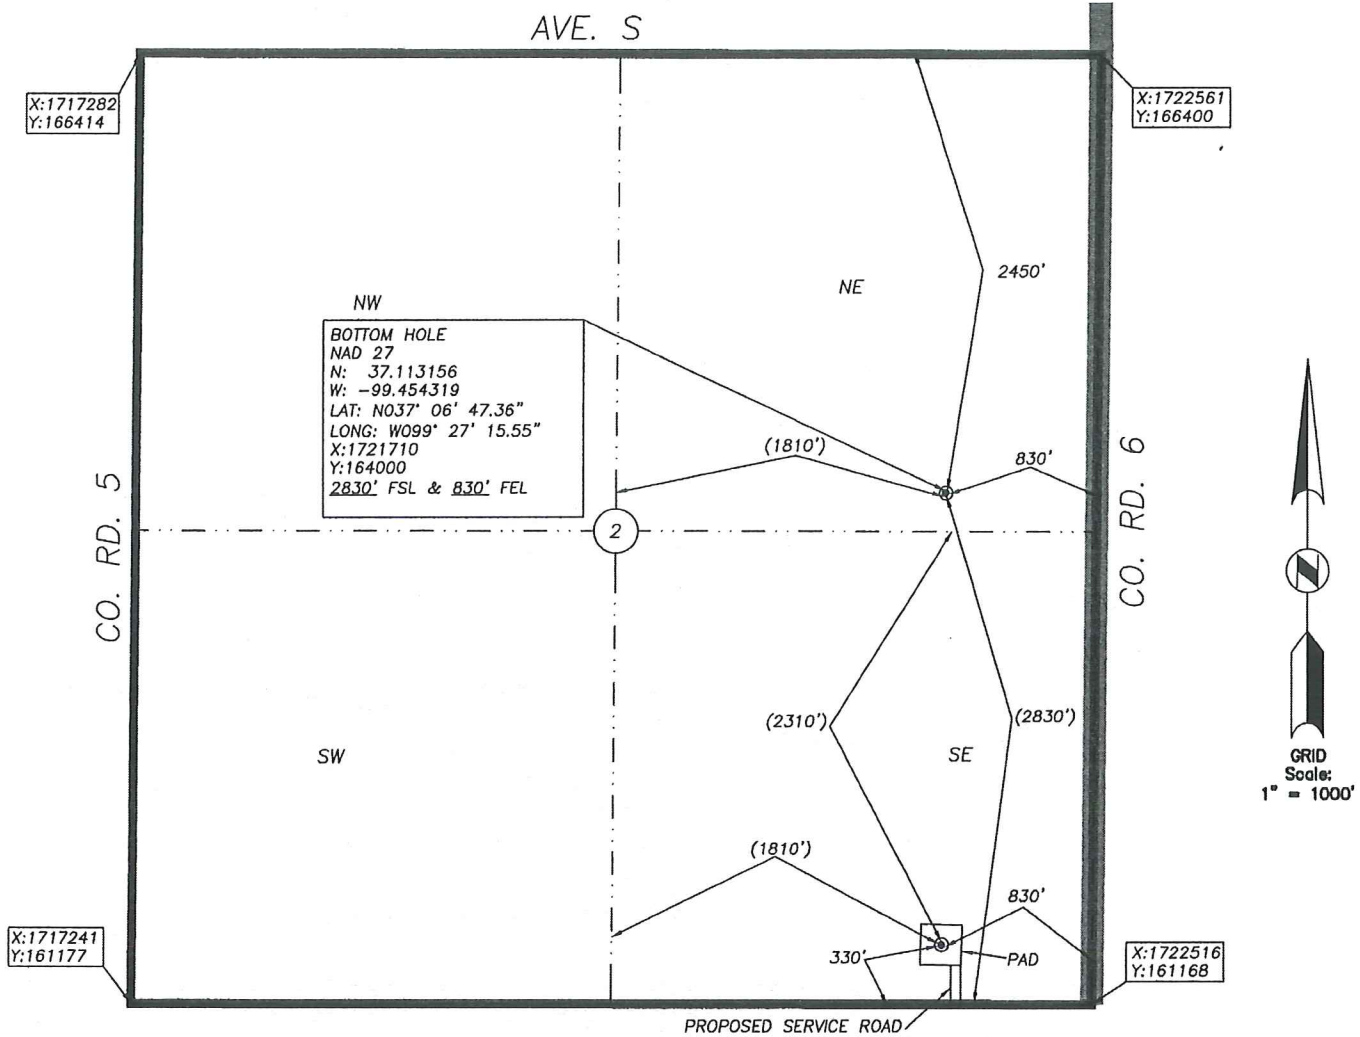 AVE. S
X:1717282
Y:166414
X:1722561
Y:166400
2450'
NE
NW
BOTTOM HOLE
NAD 27
N: 37.113156
W: -99.454319
LAT: N037° 06' 47.36"
LONG: W099° 27' 15.55"
X:1721710
Y:164000
2830' FSL & 830' FEL
(1810')
830'
CO. RD. 5
CO. RD. 6
2
N
(2310')
(2830')
SW
SE
GRID
Scale:
1" = 1000'
(1810')
830'
330'
PAD
X:1717241
Y:161177
X:1722516
Y:161168
PROPOSED SERVICE ROAD